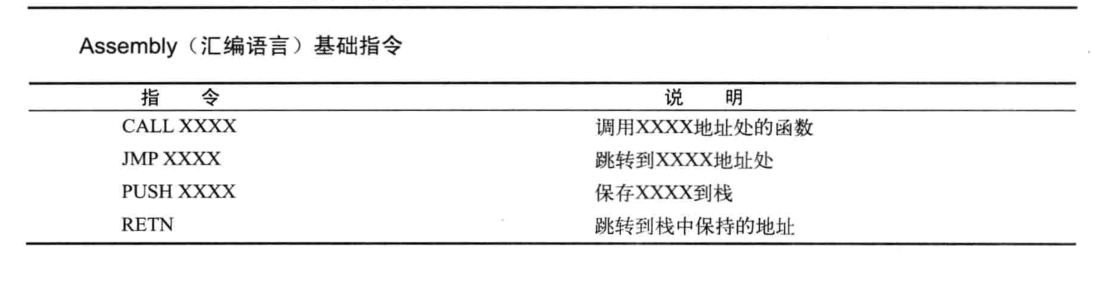 Assembly（汇编语言）基础指令
指 令 说 明
CALL XXXX 调用XXXX地址处的函数
JMP XXXX 跳转到XXXX地址处
PUSH XXXX 保存XXXX到栈
RETN 跳转到栈中保持的地址